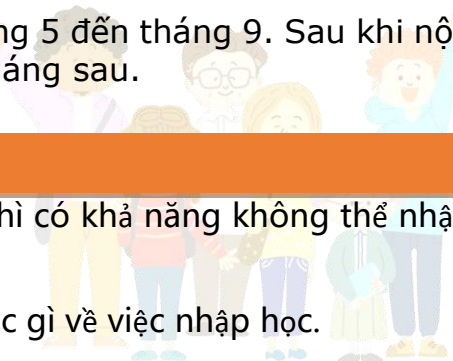 ng 5 đến tháng 9. Sau khi nộ
áng sau.
hì có khả năng không thể nhậ
c gì về việc nhập học.